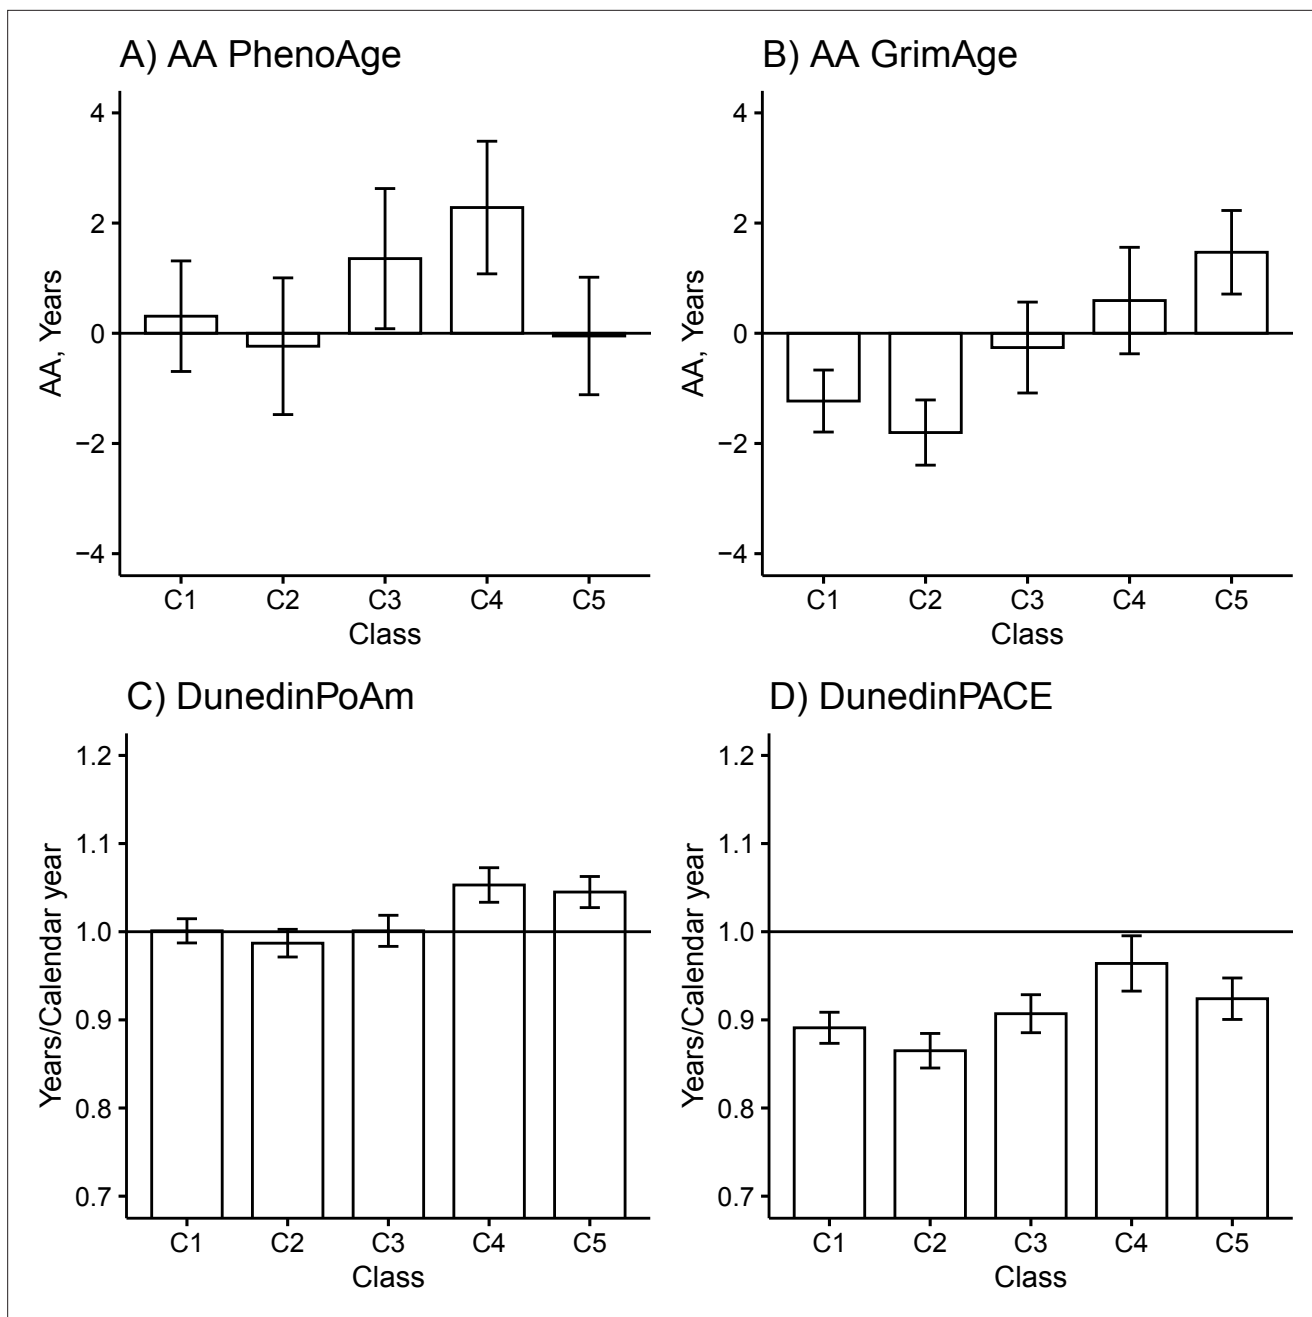 A) AA PhenoAge
4
2
0
−2
−4
AA, Years
C1 C2 C3 C4 C5
Class
B) AA GrimAge
4
2
0
−2
−4
AA, Years
C1 C2 C3 C4 C5
Class
C) DunedinPoAm
1.2
1.1
1.0
0.9
0.8
0.7
Years/Calendar year
C1 C2 C3 C4 C5
Class
D) DunedinPACE
1.2
1.1
1.0
0.9
0.8
0.7
Years/Calendar year
C1 C2 C3 C4 C5
Class